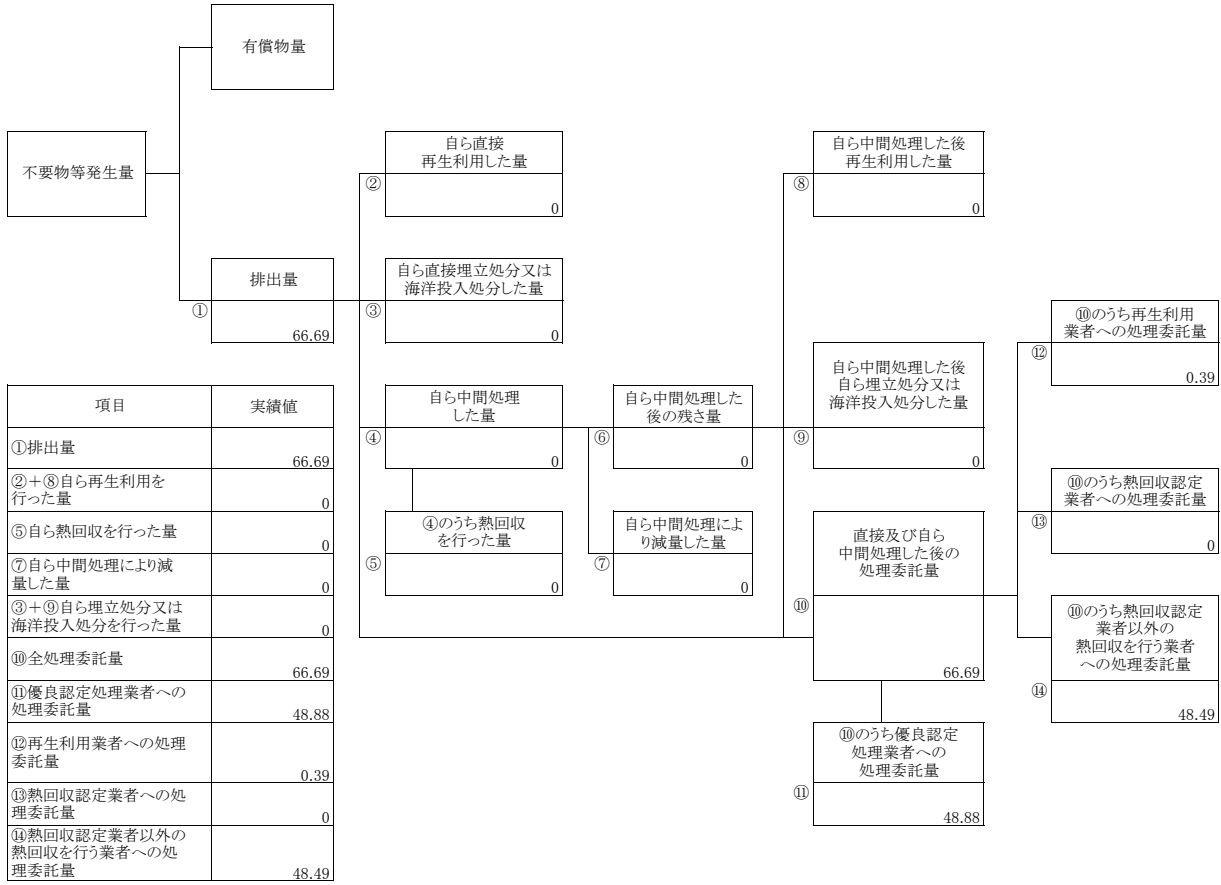 有償物量
不要物等発生量
自ら直接
再生利用した量
②
0
自ら中間処理した後
再生利用した量
⑧
0
排出量
①
66.69
自ら直接埋立処分又は
海洋投入処分した量
③
0
自ら中間処理
した量
④
0
自ら中間処理した
後の残さ量
⑥
0
自ら中間処理した後
自ら埋立処分又は
海洋投入処分した量
⑨
0
⑩のうち再生利用
業者への処理委託量
⑫
0.39
④のうち熱回収
を行った量
⑤
0
自ら中間処理によ
り減量した量
⑦
0
直接及び自ら
中間処理した後の
処理委託量
⑩
66.69
⑩のうち熱回収認定
業者への処理委託量
⑬
0
⑩のうち熱回収認定
業者以外の
熱回収を行う業者
への処理委託量
⑭
48.49
⑩のうち優良認定
処理業者への
処理委託量
⑪
48.88
項目 実績値
①排出量
66.69
②＋⑧自ら再生利用を
行った量
0
⑤自ら熱回収を行った量
0
⑦自ら中間処理により減
量した量
0
③＋⑨自ら埋立処分又は
海洋投入処分を行った量
0
⑩全処理委託量
66.69
⑪優良認定処理業者への
処理委託量
48.88
⑫再生利用業者への処理
委託量
0.39
⑬熱回収認定業者への処
理委託量
0
⑭熱回収認定業者以外の
熱回収を行う業者への処
理委託量
48.49